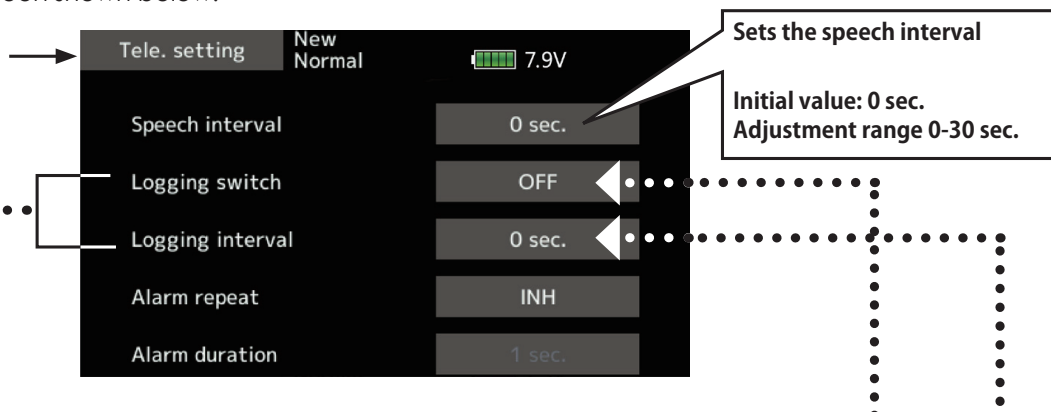 Tele. setting
New
Normal
7.9V
Sets the speech interval
Initial value: 0 sec.
Adjustment range 0-30 sec.
Speech interval
0 sec.
Logging switch
OFF
Logging interval
0 sec.
Alarm repeat
INH
Alarm duration
1 sec.